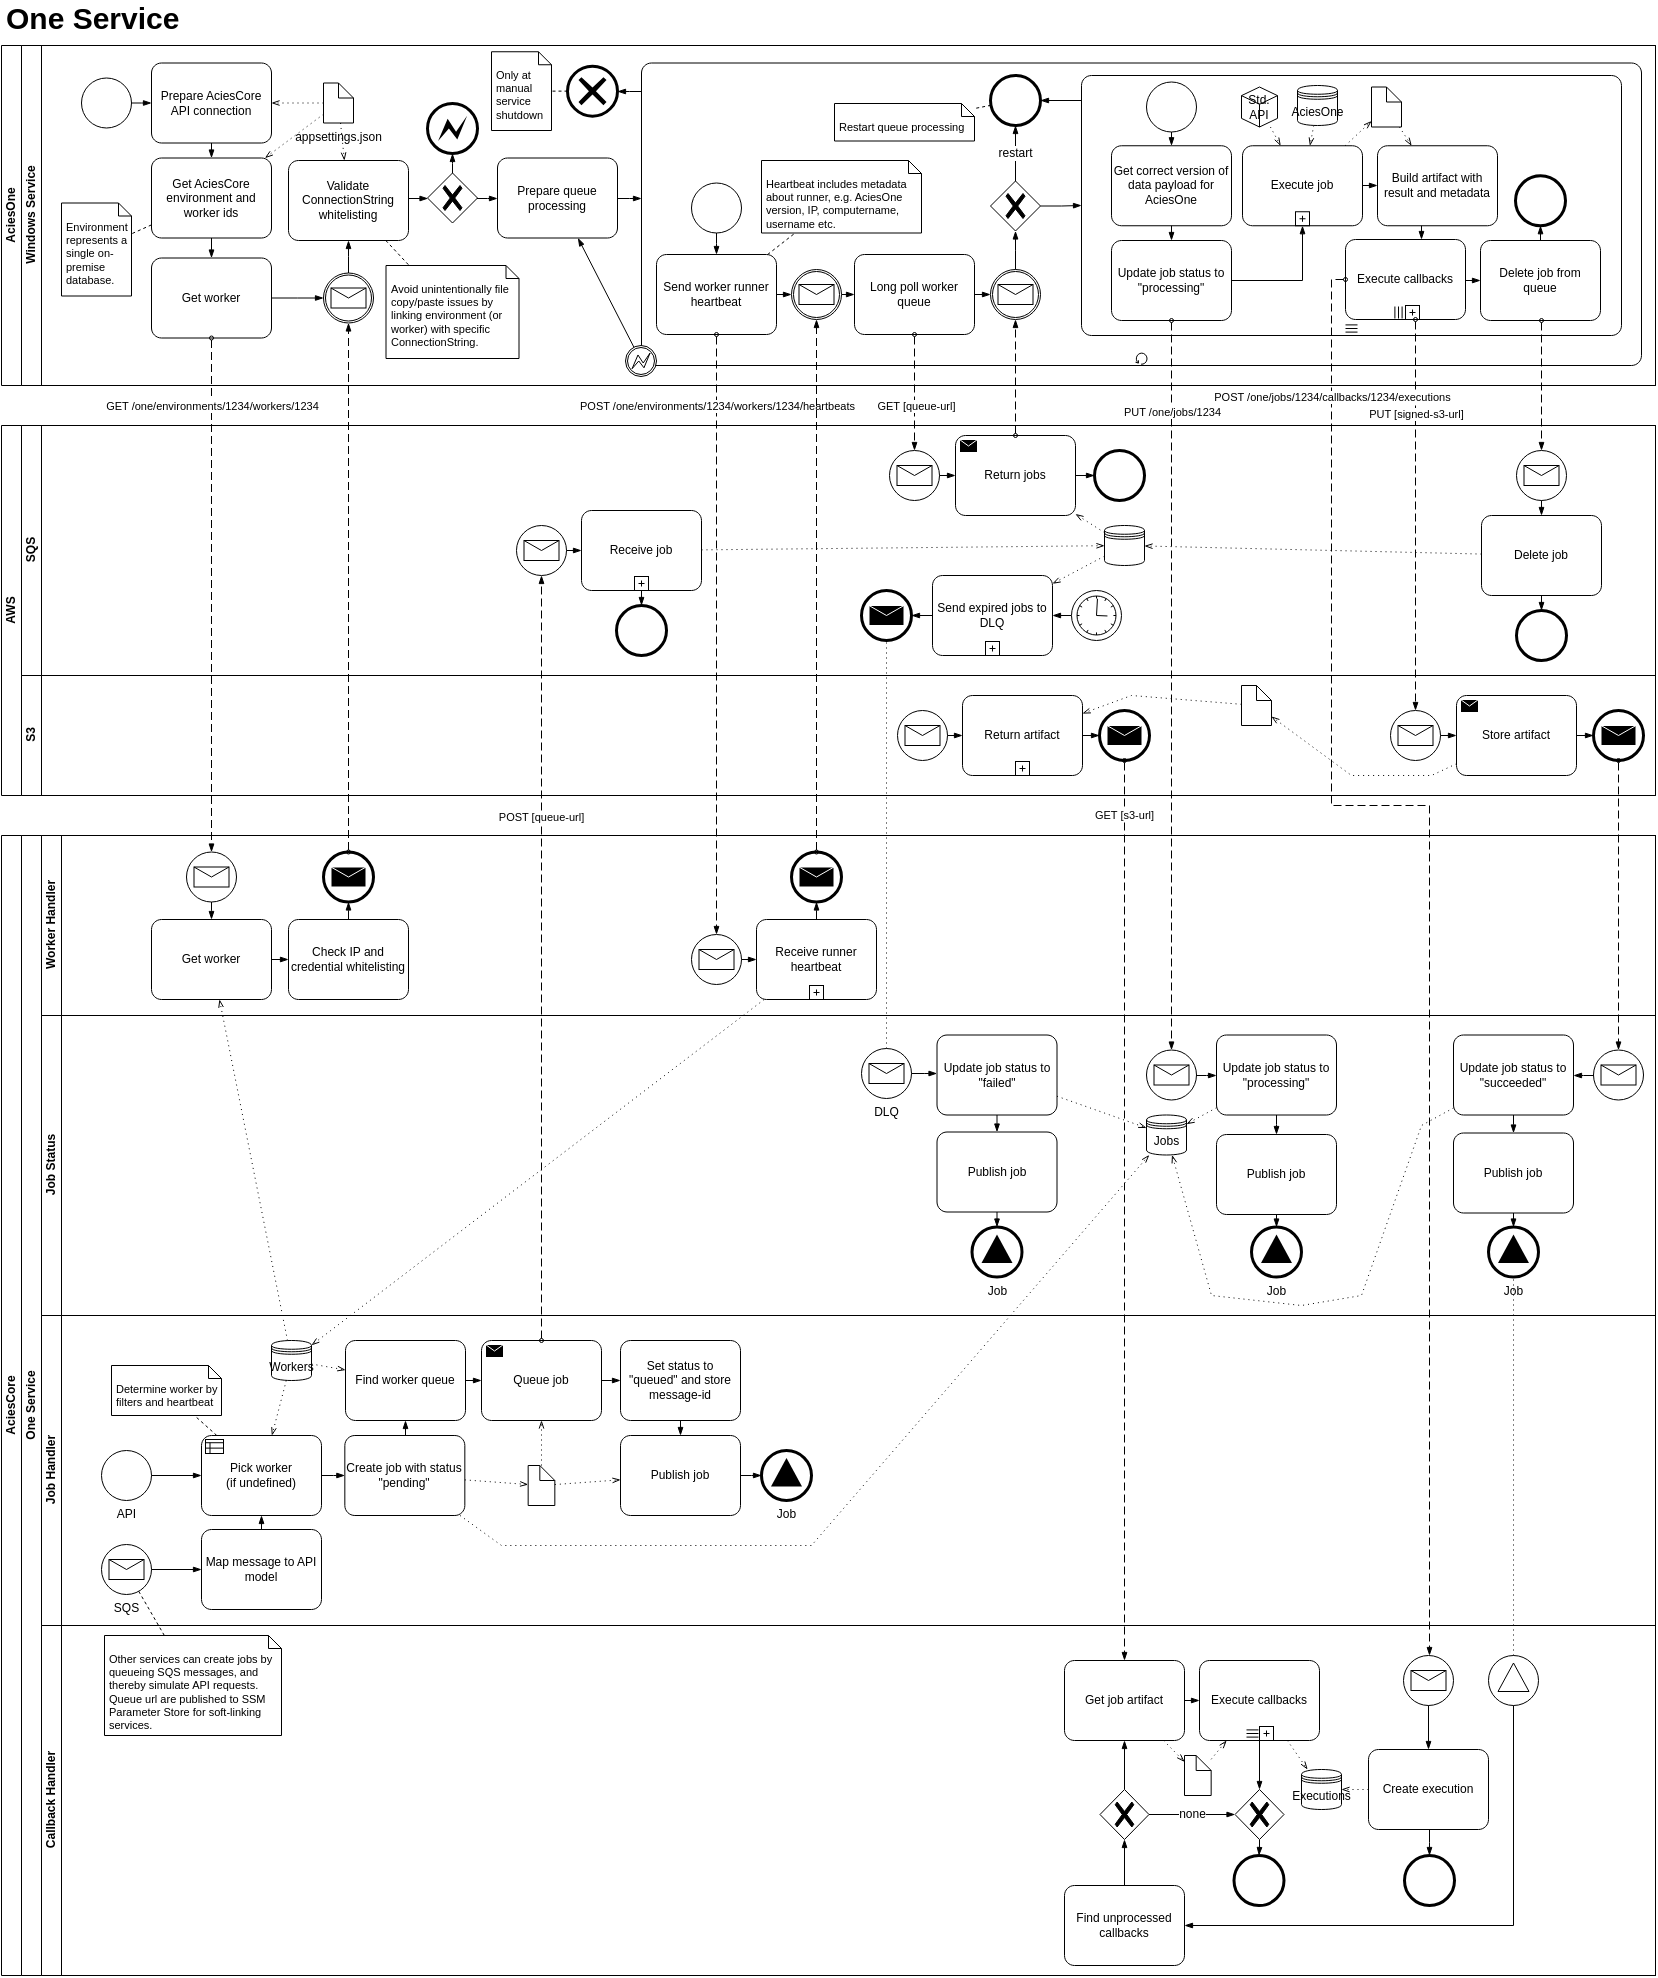 One Service
AciesOne
Windows Service
Prepare AciesCore
API connection
appsettings.json
Get AciesCore
environment and
worker ids
Environment
represents a
single on-
premise
database.
Get worker
Validate
ConnectionString
whitelisting
Avoid unintentionally file
copy/paste issues by
linking environment (or
worker) with specific
ConnectionString.
Only at
manual
service
shutdown
Prepare queue
processing
Restart queue processing
restart
Heartbeat includes metadata
about runner, e.g. AciesOne
version, IP, computername,
username etc.
Send worker runner
heartbeat
Long poll worker
queue
Std.
API
AciesOne
Get correct version of
data payload for
AciesOne
Execute job
Build artifact with
result and metadata
Update job status to
"processing"
Execute callbacks
Delete job from
queue
GET /one/environments/1234/workers/1234
POST /one/environments/1234/workers/1234/heartbeats
GET [queue-url]
PUT /one/jobs/1234
POST /one/jobs/1234/callbacks/1234/executions
PUT [signed-s3-url]
AWS
SQS
Return jobs
Receive job
Delete job
Send expired jobs to
DLQ
S3
Return artifact
Store artifact
POST [queue-url]
GET [s3-url]
AciesCore
One Service
Worker Handler
Get worker
Check IP and
credential whitelisting
Receive runner
heartbeat
Job Status
DLQ
Update job status to
"failed"
Publish job
Job
Jobs
Update job status to
"processing"
Publish job
Job
Update job status to
"succeeded"
Publish job
Job
Job Handler
Workers
Determine worker by
filters and heartbeat
Find worker queue
Queue job
Set status to
"queued" and store
message-id
API
Pick worker
(if undefined)
Create job with status
"pending"
Publish job
Job
SQS
Map message to API
model
Callback Handler
Other services can create jobs by
queueing SQS messages, and
thereby simulate API requests.
Queue url are published to SSM
Parameter Store for soft-linking
services.
Get job artifact
Execute callbacks
none
Executions
Create execution
Find unprocessed
callbacks